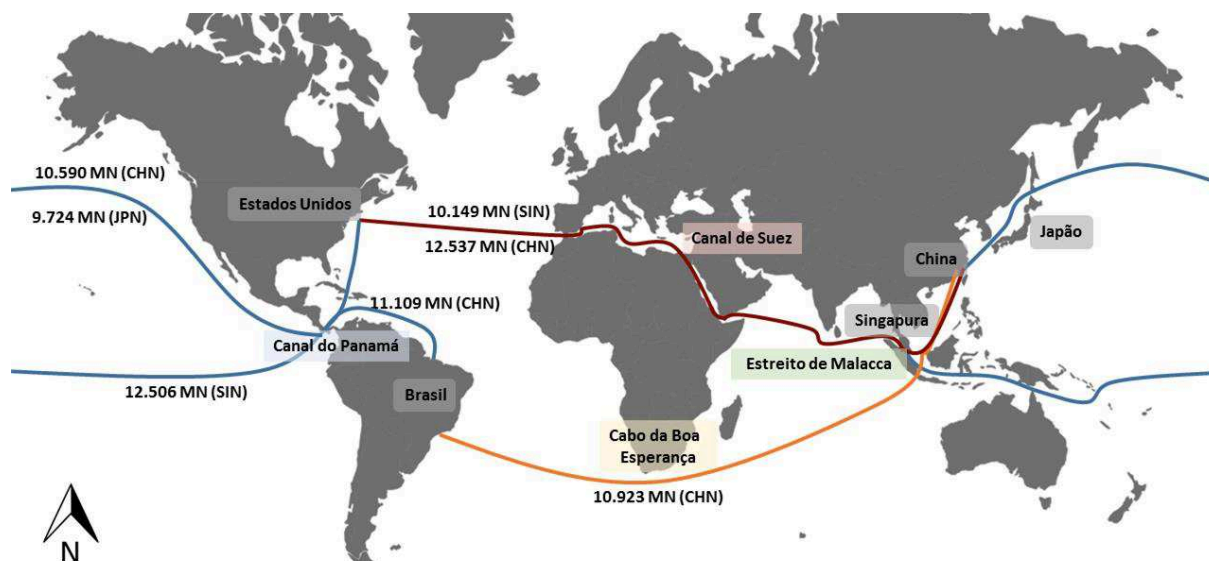 10.590 MN (CHN)
9.724 MN (JPN)
Estados Unidos
10.149 MN (SIN)
12.537 MN (CHN)
Canal de Suez
Japão
China
11.109 MN (CHN)
Singapura
Canal do Panamá
Estreito de Malacca
12.506 MN (SIN)
Brasil
Cabo da Boa
Esperança
10.923 MN (CHN)
N